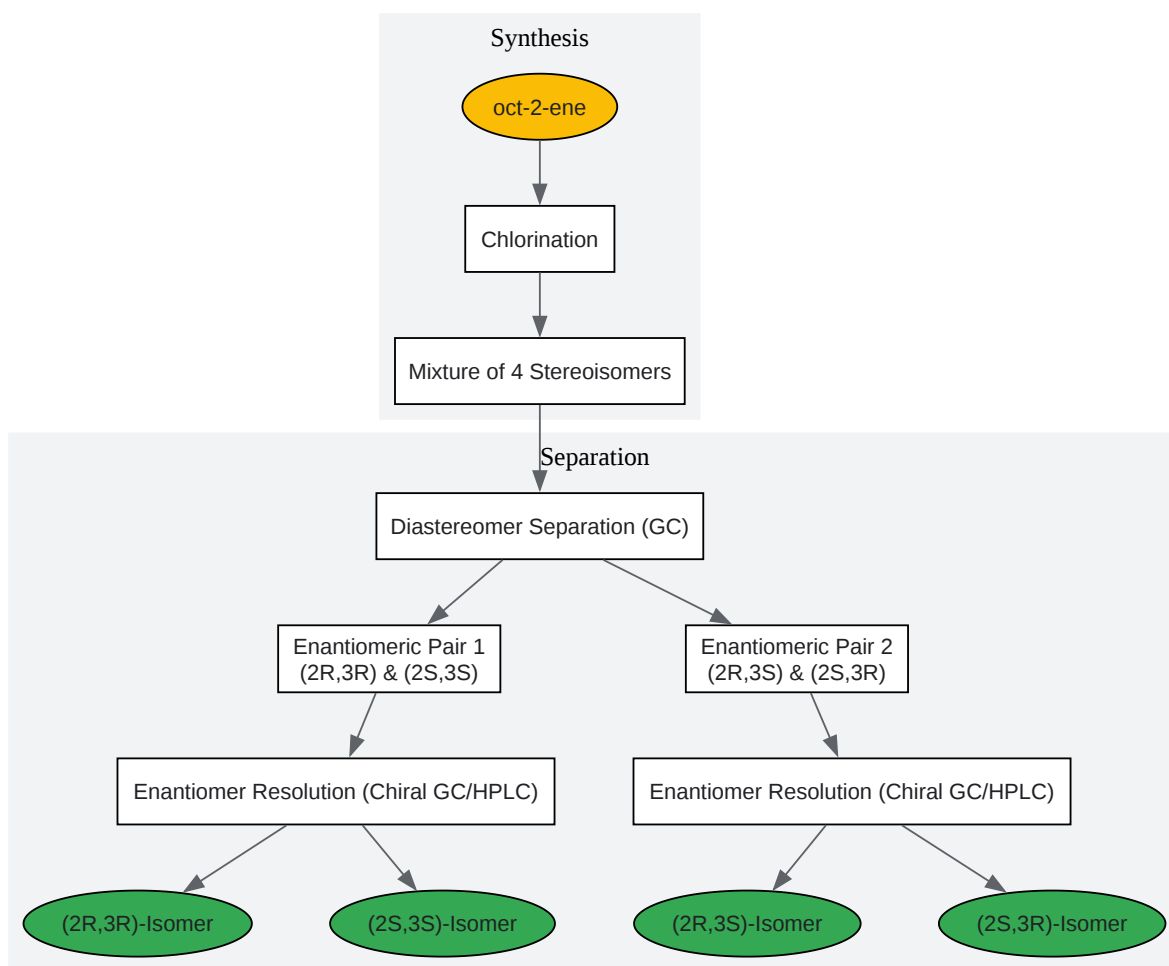 Synthesis
oct-2-ene
Chlorination
Mixture of 4 Stereoisomers
Separation
Diastereomer Separation (GC)
Enantiomeric Pair 1
(2R,3R) & (2S,3S)
Enantiomeric Pair 2
(2R,3S) & (2S,3R)
Enantiomer Resolution (Chiral GC/HPLC)
Enantiomer Resolution (Chiral GC/HPLC)
(2R,3R)-Isomer
(2S,3S)-Isomer
(2R,3S)-Isomer
(2S,3R)-Isomer